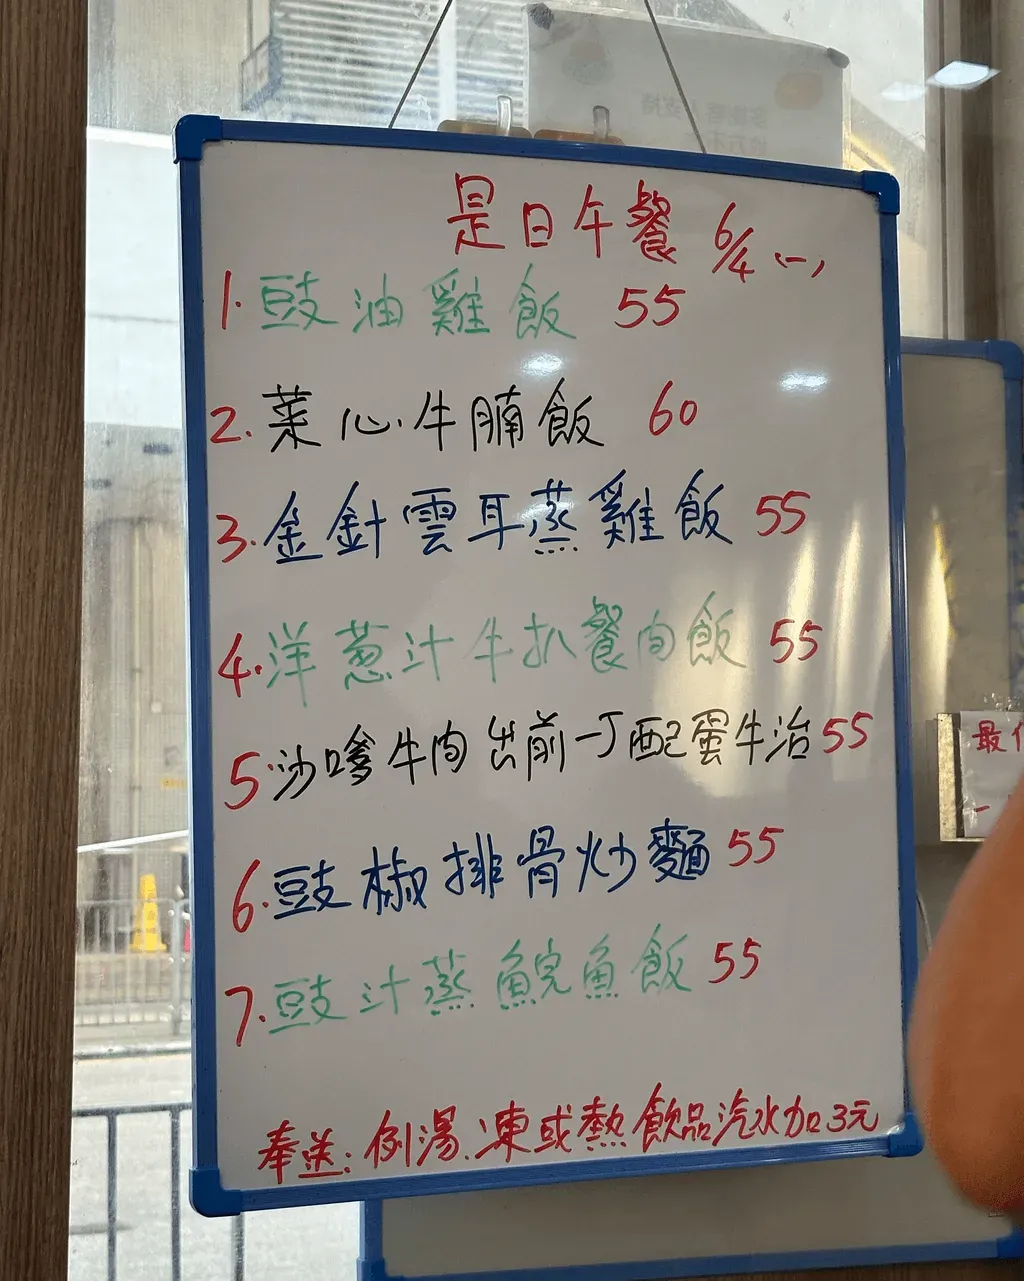 是日午餐 6/4 (一)
1. 豉油雞飯 55
2. 菜心牛腩飯 60
3. 金針雲耳蒸雞飯 55
4. 洋葱汁牛扒餐肉飯 55
5. 沙嗲牛肉出前一丁配蛋牛治 55
6. 豉椒排骨炒麵 55
7. 豉汁蒸鯇魚飯 55
奉送: 例湯. 凍或熱飲品汽水加3元
最